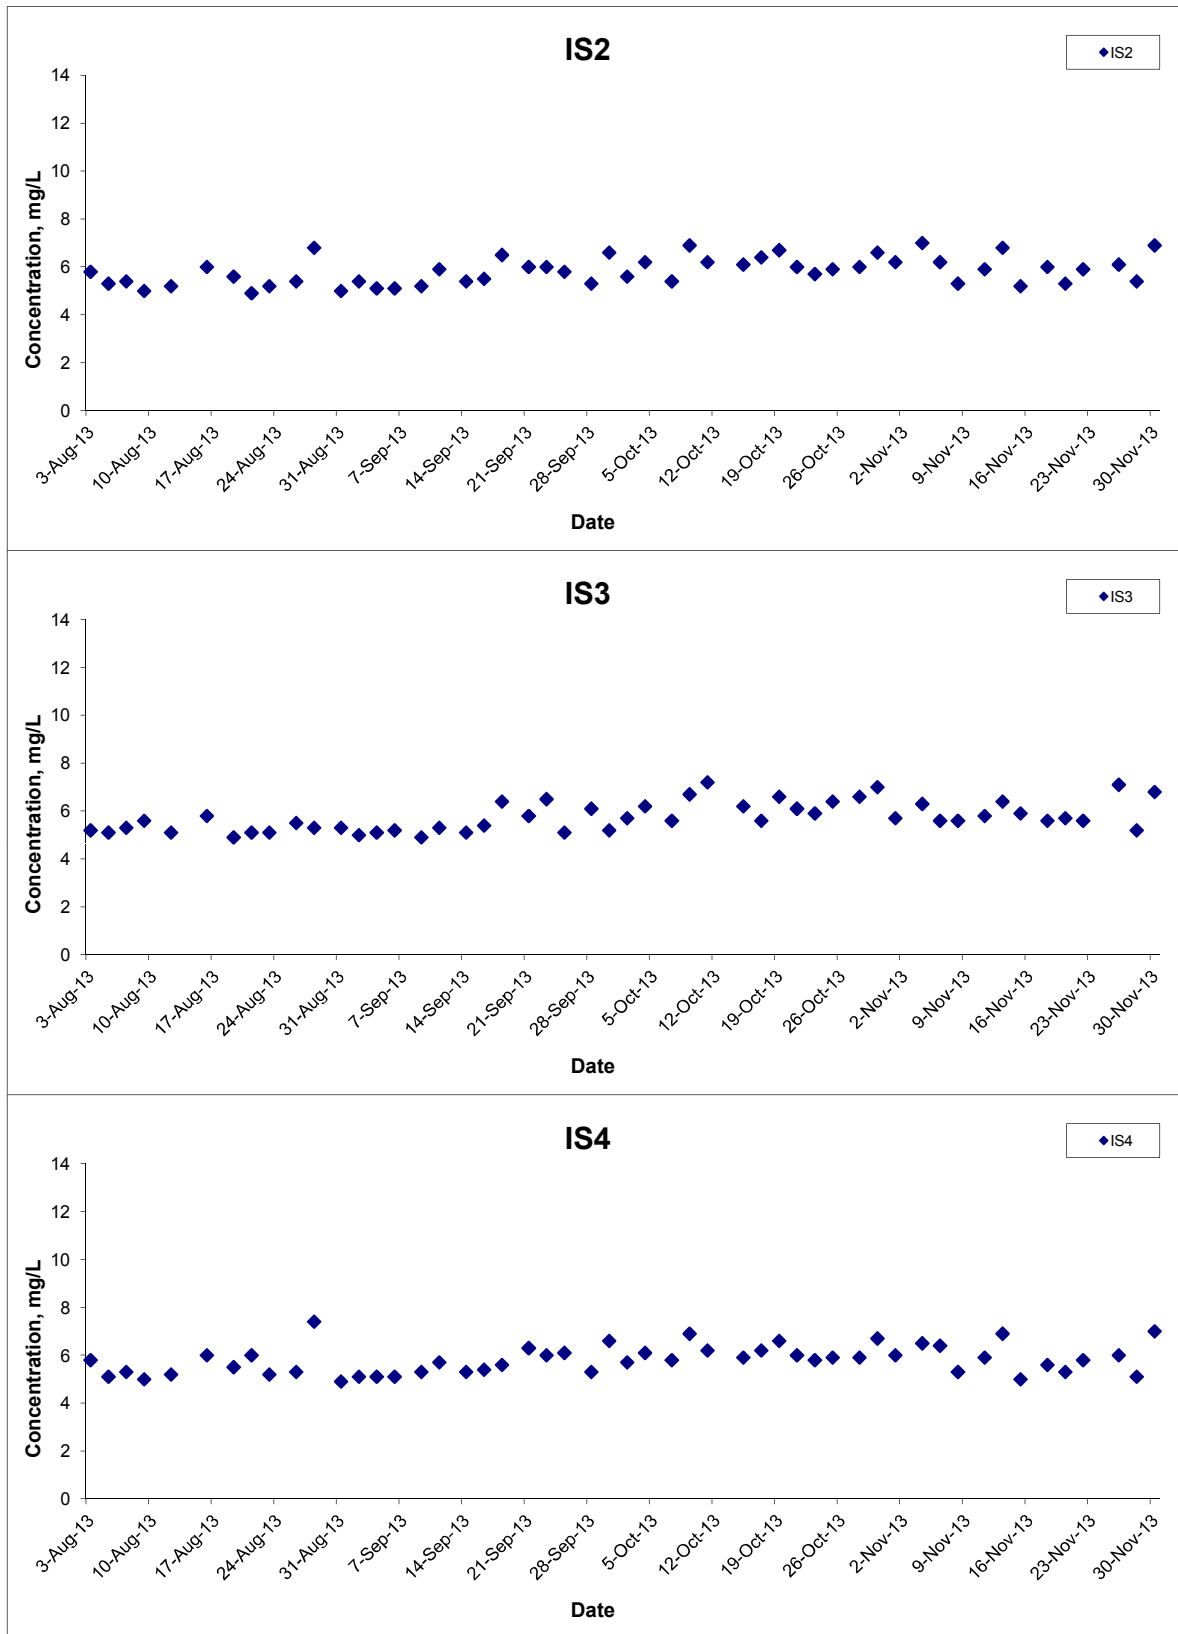 IS2
IS2
14
12
10
8
6
4
2
0
Concentration, mg/L
3-Aug-13
10-Aug-13
17-Aug-13
24-Aug-13
31-Aug-13
7-Sep-13
14-Sep-13
21-Sep-13
28-Sep-13
5-Oct-13
12-Oct-13
19-Oct-13
26-Oct-13
2-Nov-13
9-Nov-13
16-Nov-13
23-Nov-13
30-Nov-13
Date
IS3
IS3
14
12
10
8
6
4
2
0
Concentration, mg/L
3-Aug-13
10-Aug-13
17-Aug-13
24-Aug-13
31-Aug-13
7-Sep-13
14-Sep-13
21-Sep-13
28-Sep-13
5-Oct-13
12-Oct-13
19-Oct-13
26-Oct-13
2-Nov-13
9-Nov-13
16-Nov-13
23-Nov-13
30-Nov-13
Date
IS4
IS4
14
12
10
8
6
4
2
0
Concentration, mg/L
3-Aug-13
10-Aug-13
17-Aug-13
24-Aug-13
31-Aug-13
7-Sep-13
14-Sep-13
21-Sep-13
28-Sep-13
5-Oct-13
12-Oct-13
19-Oct-13
26-Oct-13
2-Nov-13
9-Nov-13
16-Nov-13
23-Nov-13
30-Nov-13
Date